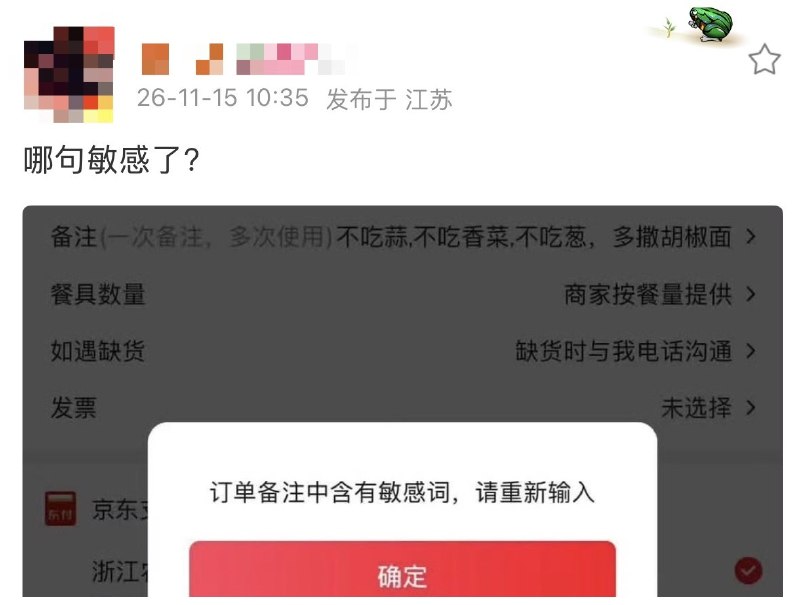 26-11-15 10:35 发布于 江苏
哪句敏感了?
备注(一次备注，多次使用)不吃蒜,不吃香菜,不吃葱，多撒胡椒面 >
餐具数量 商家按餐量提供 >
如遇缺货 缺货时与我电话沟通 >
发票 未选择 >
订单备注中含有敏感词，请重新输入
东付 京东支
浙江农
确定